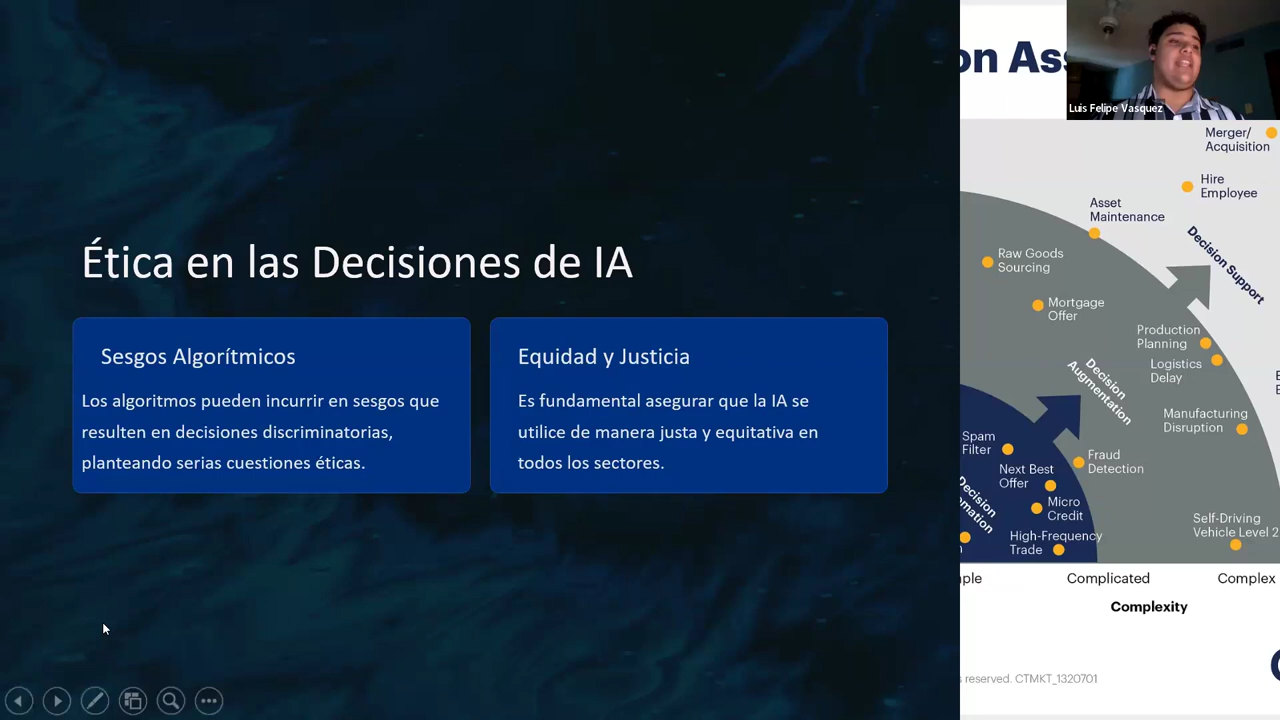 Ética en las Decisiones de IA
Sesgos Algorítmicos
Los algoritmos pueden incurrir en sesgos que
resulten en decisiones discriminatorias,
planteando serias cuestiones éticas.
Equidad y Justicia
Es fundamental asegurar que la IA se
utilice de manera justa y equitativa en
todos los sectores.
on Ass
Luis Felipe Vasquez
Merger/
Acquisition
Hire
Employee
Asset
Maintenance
Decision Support
Raw Goods
Sourcing
Mortgage
Offer
Production
Planning
Logistics
Delay
Decision
Augmentation
Manufacturing
Disruption
Spam
Filter
Fraud
Detection
Next Best
Offer
Micro
Credit
Decision
omation
High-Frequency
Trade
Self-Driving
Vehicle Level 2
ple
Complicated
Complex
Complexity
s reserved. CTMKT_1320701